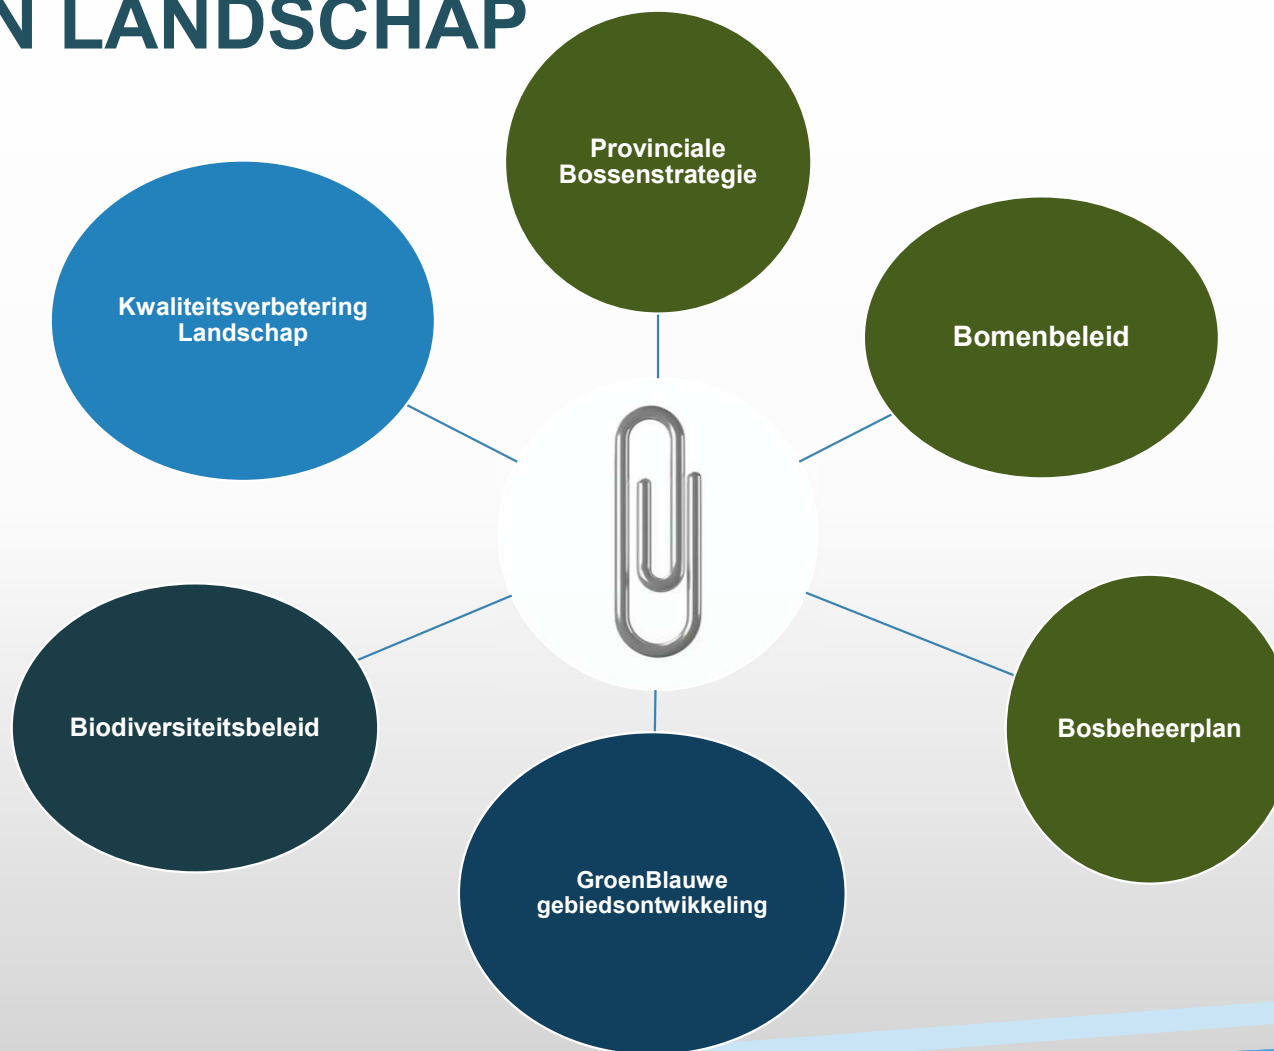 N LANDSCHAP
Provinciale
Bossenstrategie
Kwaliteitsverbetering
Landschap
Bomenbeleid
Biodiversiteitsbeleid
Bosbeheerplan
GroenBlauwe
gebiedsontwikkeling